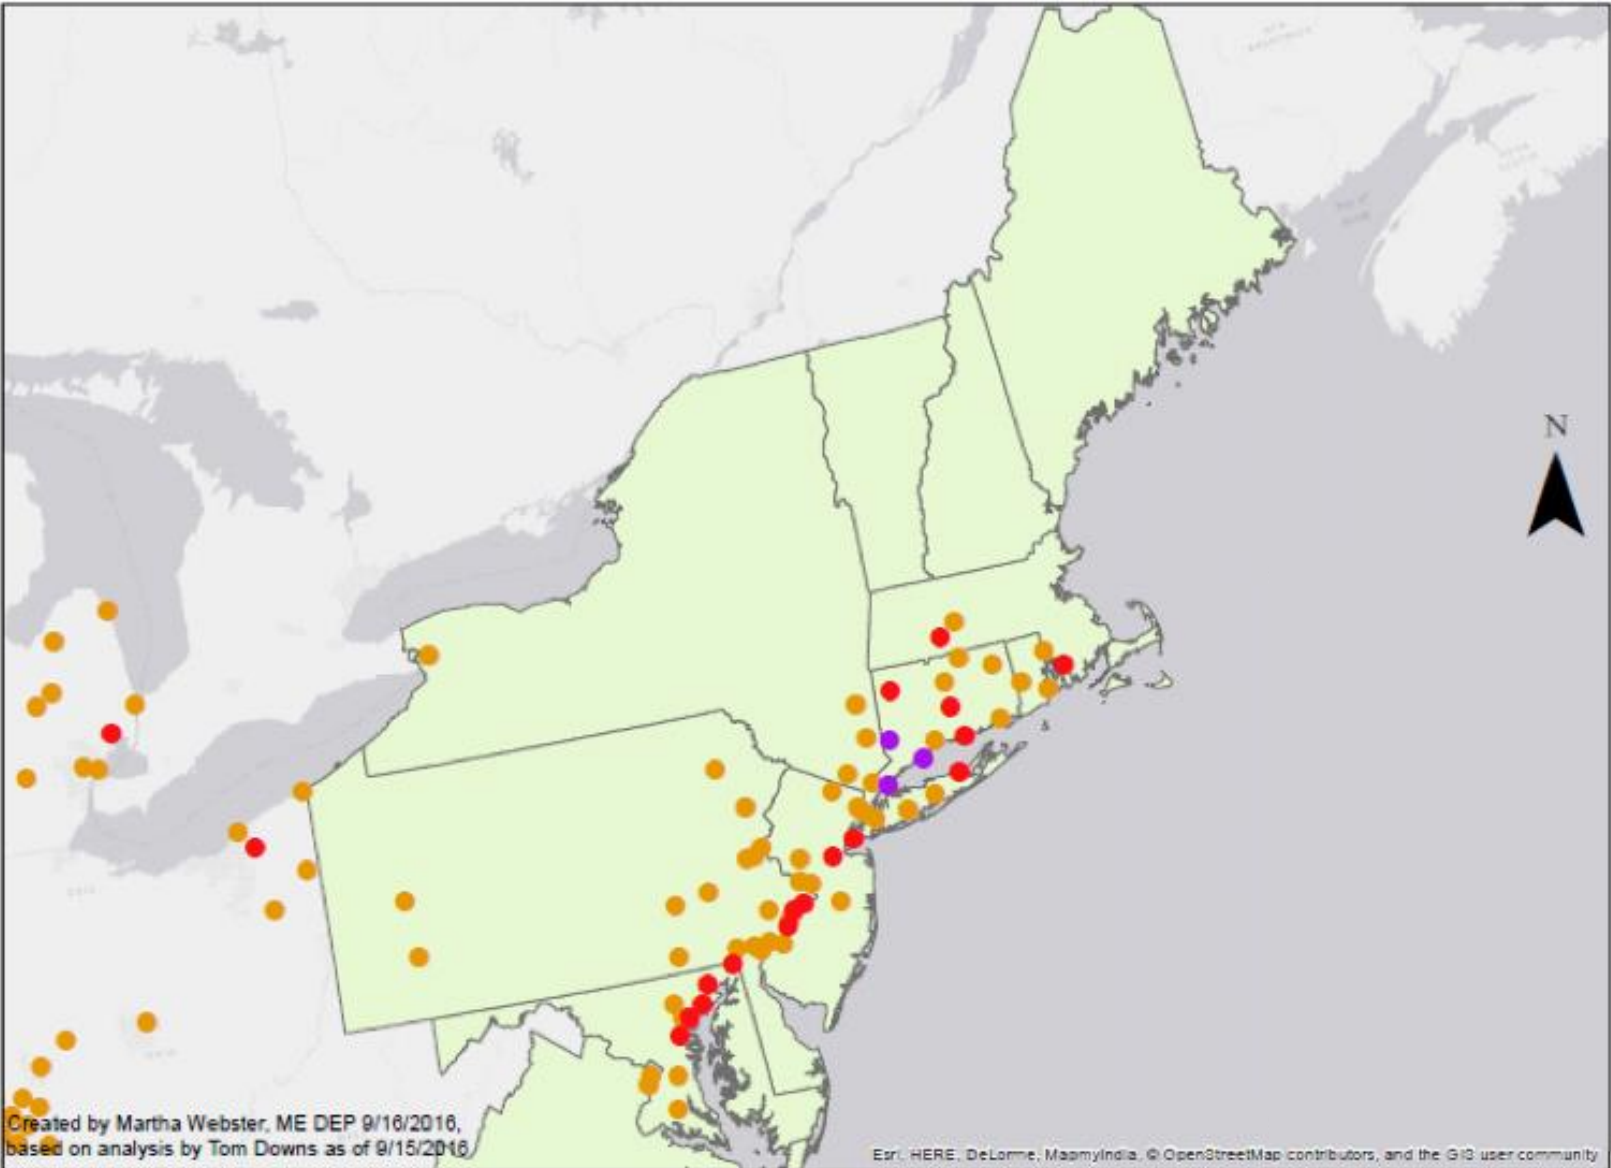 N
Created by Martha Webster, ME DEP 9/16/2016,
based on analysis by Tom Downs as of 9/15/2016
Esri, HERE, DeLorme, MapmyIndia, © OpenStreetMap contributors, and the GIS user community